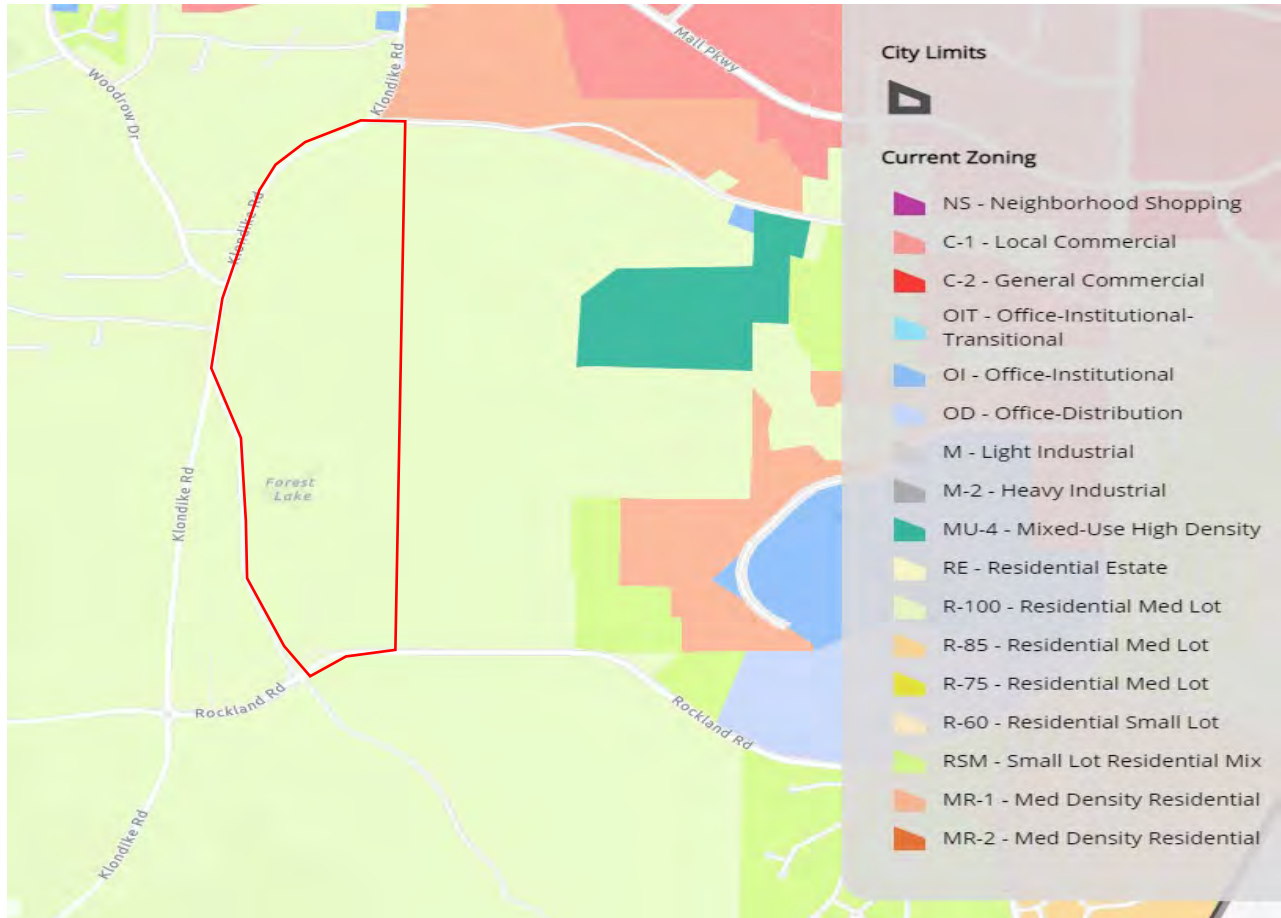 Mall Pkwy
Klondike Rd
Woodrow Dr
Klondike Rd
Forest
Lake
Klondike Rd
Rockland Rd
Rockland Rd
Klondike Rd
City Limits
Current Zoning
NS - Neighborhood Shopping
C-1 - Local Commercial
C-2 - General Commercial
OIT - Office-Institutional-
Transitional
OI - Office-Institutional
OD - Office-Distribution
M - Light Industrial
M-2 - Heavy Industrial
MU-4 - Mixed-Use High Density
RE - Residential Estate
R-100 - Residential Med Lot
R-85 - Residential Med Lot
R-75 - Residential Med Lot
R-60 - Residential Small Lot
RSM - Small Lot Residential Mix
MR-1 - Med Density Residential
MR-2 - Med Density Residential